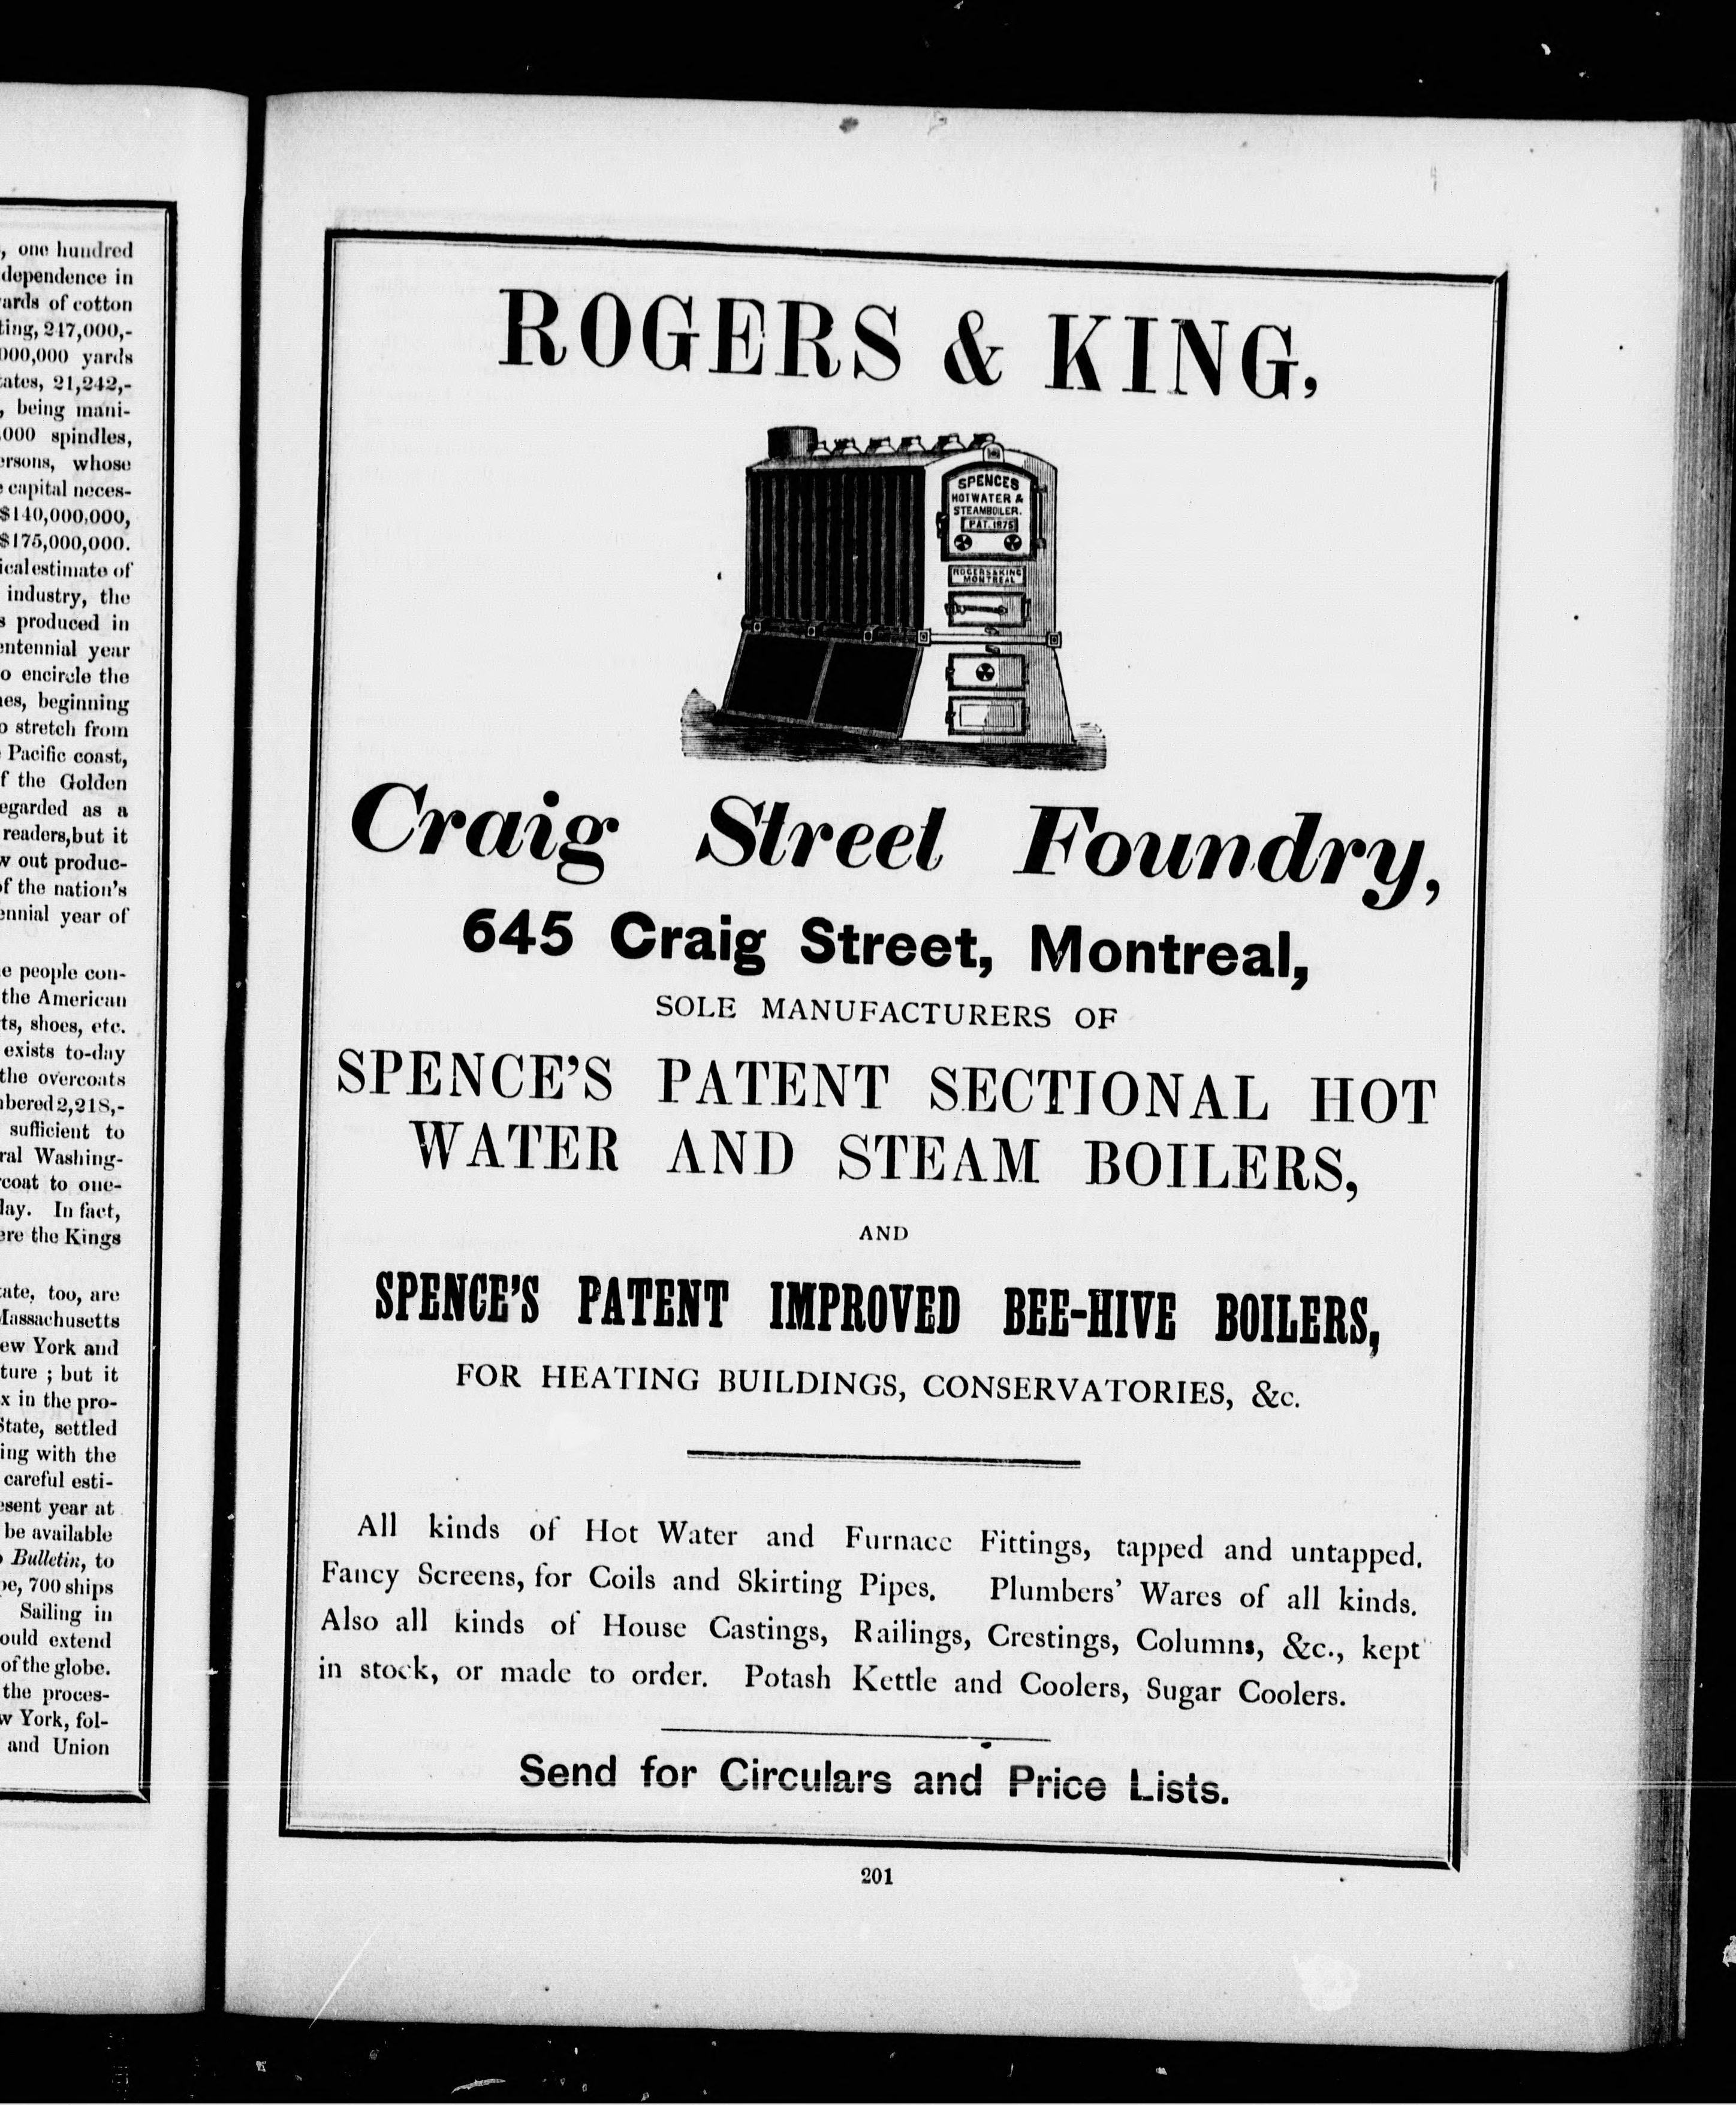 , one hundred
dependence in
ards of cotton
ting, 247,000,-
000,000 yards
tates, 21,242,-
, being mani-
,000 spindles,
ersons, whose
e capital neces-
$140,000,000,
$175,000,000.
ical estimate of
industry, the
s produced in
entennial year
o encircle the
nes, beginning
o stretch from
Pacific coast,
f the Golden
egarded as a
readers, but it
w out produc-
of the nation's
ennial year of
e people con-
the American
ts, shoes, etc.
exists to-day
the overcoats
nbered 2,218,-
sufficient to
ral Washing-
coat to one-
lay. In fact,
ere the Kings
tate, too, are
Massachusetts
ew York and
ture ; but it
x in the pro-
State, settled
ing with the
careful esti-
esent year at
be available
Bulletin, to
pe, 700 ships
Sailing in
ould extend
of the globe.
the proces-
w York, fol-
and Union
ROGERS & KING,
SPENCES
HOTWATER &
STEAMBOILER.
PAT. 1875
ROGERS & KING
MONTREAL
Craig Street Foundry,
645 Craig Street, Montreal,
SOLE MANUFACTURERS OF
SPENCE'S PATENT SECTIONAL HOT
WATER AND STEAM BOILERS,
AND
SPENCE'S PATENT IMPROVED BEE-HIVE BOILERS,
FOR HEATING BUILDINGS, CONSERVATORIES, &c.
All kinds of Hot Water and Furnace Fittings, tapped and untapped.
Fancy Screens, for Coils and Skirting Pipes. Plumbers' Wares of all kinds.
Also all kinds of House Castings, Railings, Crestings, Columns, &c., kept
in stock, or made to order. Potash Kettle and Coolers, Sugar Coolers.
Send for Circulars and Price Lists.
201